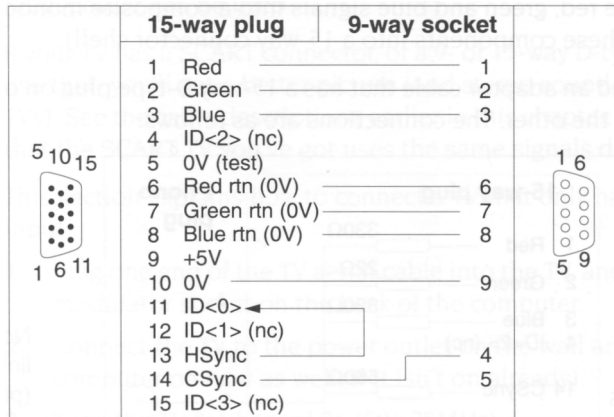 15-way plug 9-way socket
1 Red 1
2 Green 2
3 Blue 3
4 ID<2> (nc)
5 0V (test)
6 Red rtn (0V) 6
7 Green rtn (0V) 7
8 Blue rtn (0V) 8
9 +5V
10 0V 9
11 ID<0>
12 ID<1> (nc)
13 HSync 4
14 CSync 5
15 ID<3> (nc)
5 10 15
1 6 11
1 6
5 9